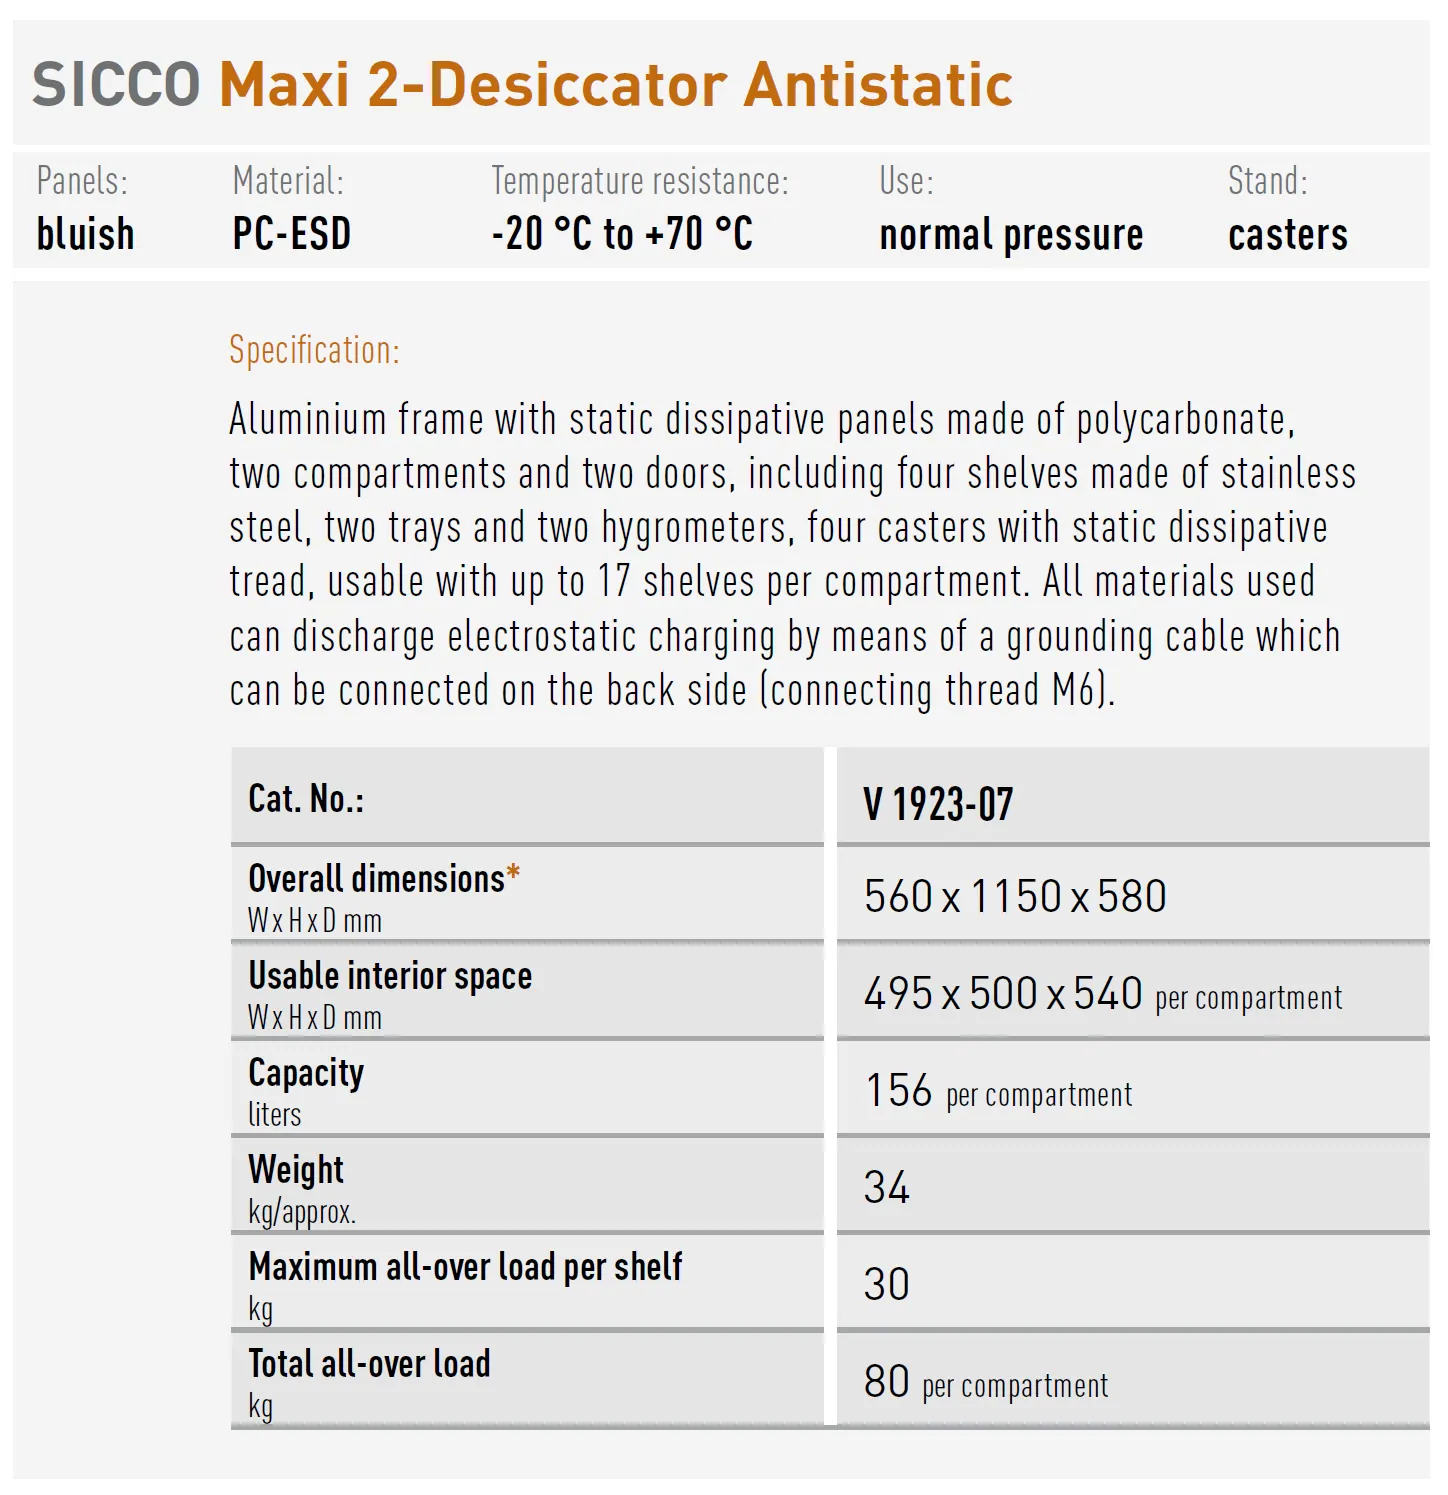 SICCO Maxi 2-Desiccator Antistatic
Panels: Material: Temperature resistance: Use: Stand:
bluish PC-ESD -20 °C to +70 °C normal pressure casters
Specification:
Aluminium frame with static dissipative panels made of polycarbonate,
two compartments and two doors, including four shelves made of stainless
steel, two trays and two hygrometers, four casters with static dissipative
tread, usable with up to 17 shelves per compartment. All materials used
can discharge electrostatic charging by means of a grounding cable which
can be connected on the back side (connecting thread M6).
Cat. No.: V 1923-07
Overall dimensions*
W x H x D mm
560 x 1150 x 580
Usable interior space
W x H x D mm
495 x 500 x 540 per compartment
Capacity
liters
156 per compartment
Weight
kg/approx.
34
Maximum all-over load per shelf
kg
30
Total all-over load
kg
80 per compartment